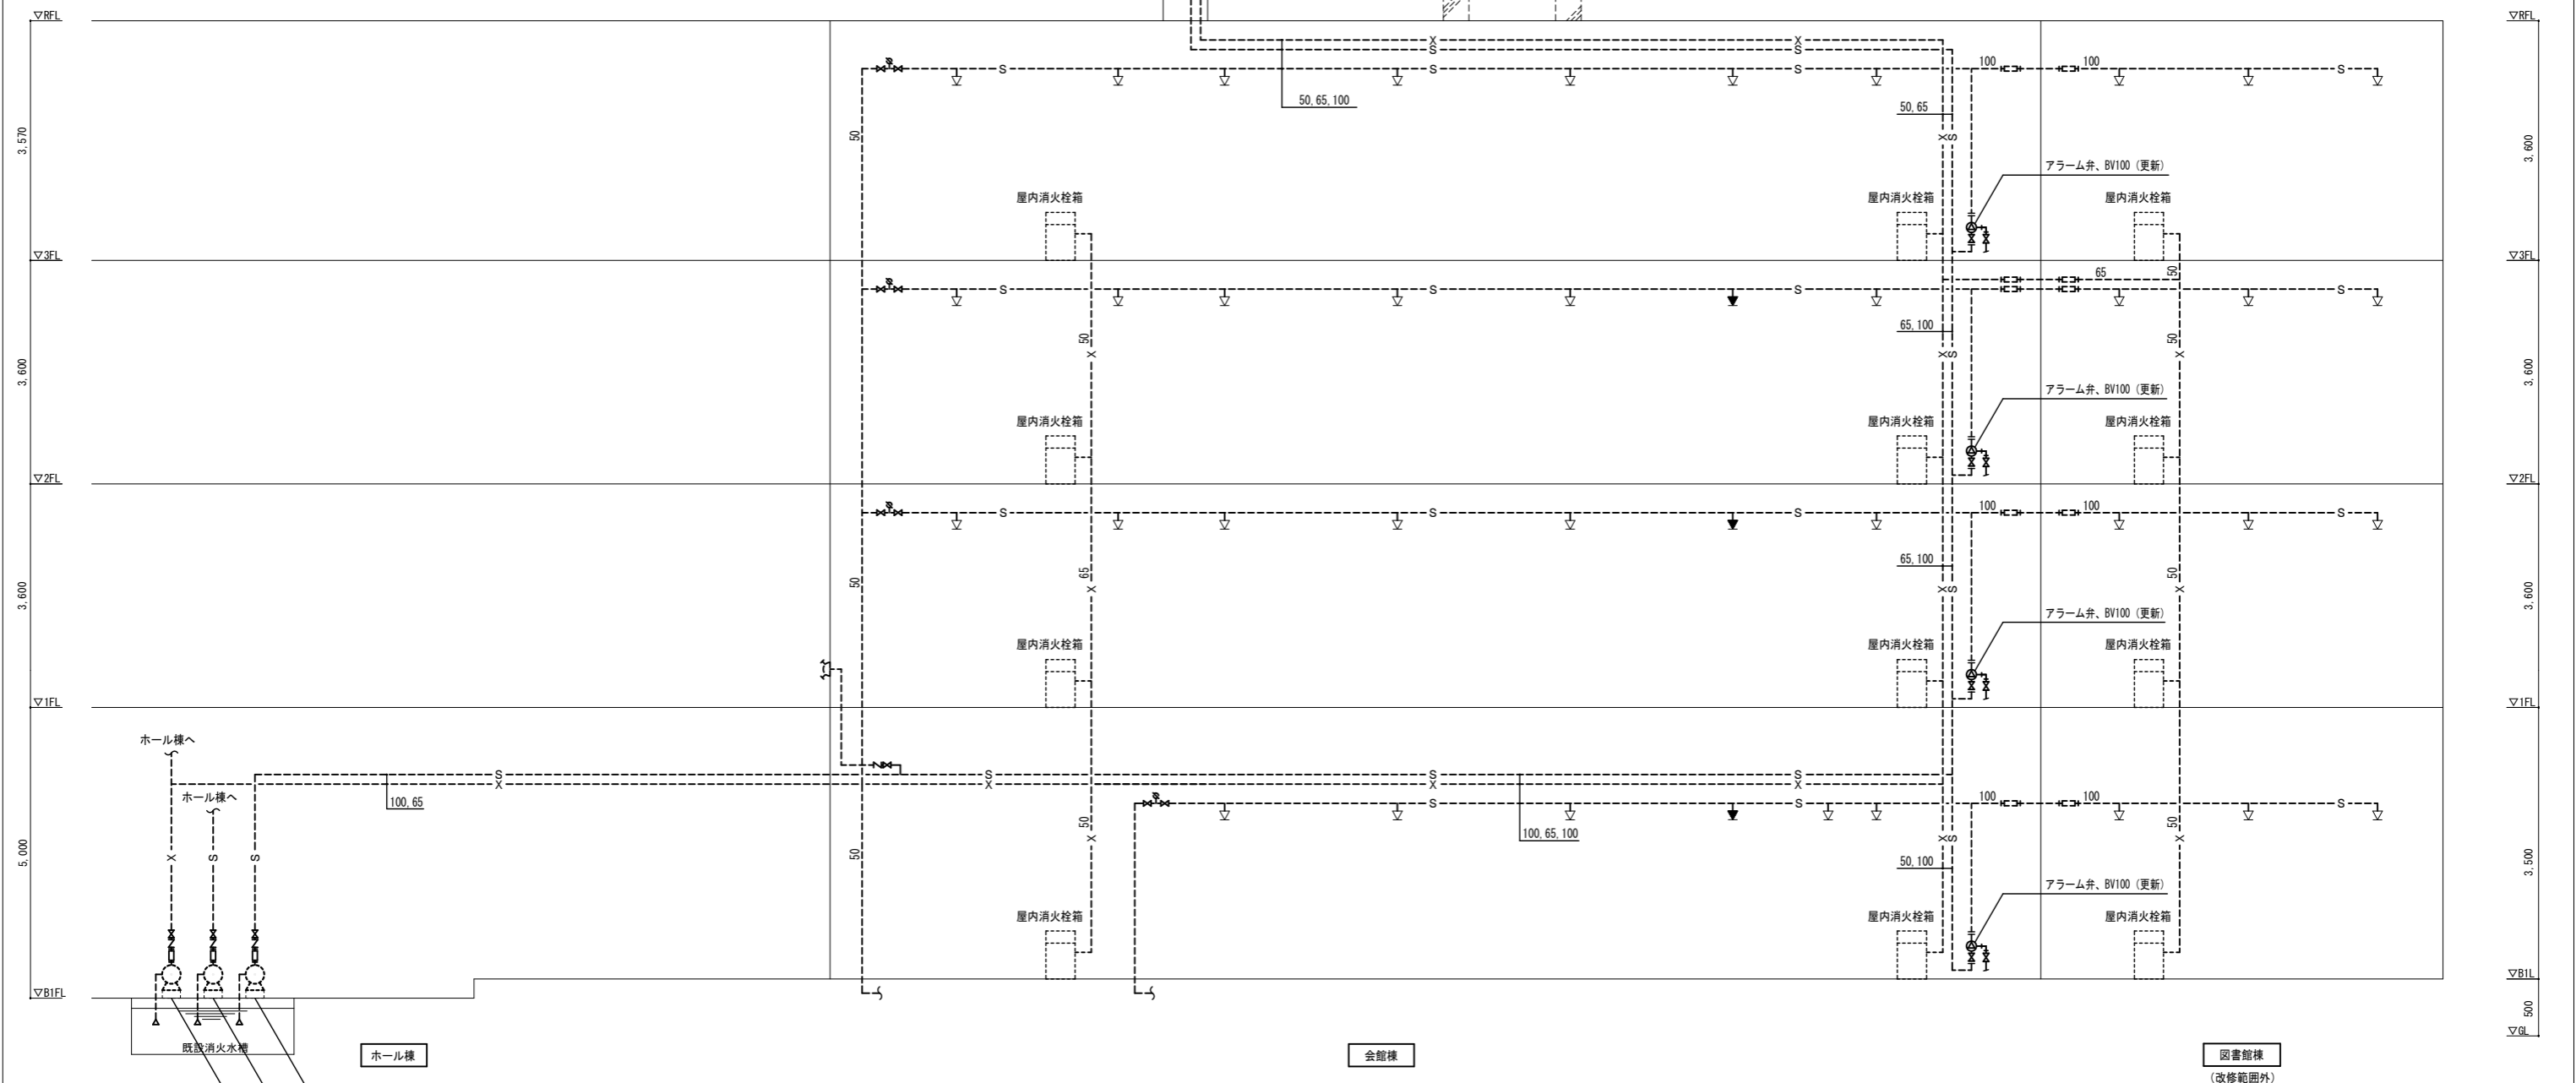 ▽RFL
▽RFL
X
X
S
S
S
S
S
100
100
S
50,65,100
50,65
3,570
50
X
S
3,600
アラーム弁、BV100（更新）
屋内消火栓箱
屋内消火栓箱
屋内消火栓箱
▽3FL
▽3FL
65
50
S
S
S
S
65,100
3,600
50
X
X
S
50
X
3,600
アラーム弁、BV100（更新）
屋内消火栓箱
屋内消火栓箱
屋内消火栓箱
▽2FL
▽2FL
S
S
S
100
100
S
65,100
3,600
50
65
X
X
S
50
X
3,600
アラーム弁、BV100（更新）
屋内消火栓箱
屋内消火栓箱
屋内消火栓箱
▽1FL
▽1FL
ホール棟へ
S
S
S
S
X
X
X
X
ホール棟へ
100,65
S
S
100
100
S
100,65,100
5,000
X
S
S
50
50
X
50,100
X
S
50
X
3,500
アラーム弁、BV100（更新）
屋内消火栓箱
屋内消火栓箱
屋内消火栓箱
▽B1FL
▽B1L
500
▽GL
既設消火水槽
ホール棟
会館棟
図書館棟
（改修範囲外）